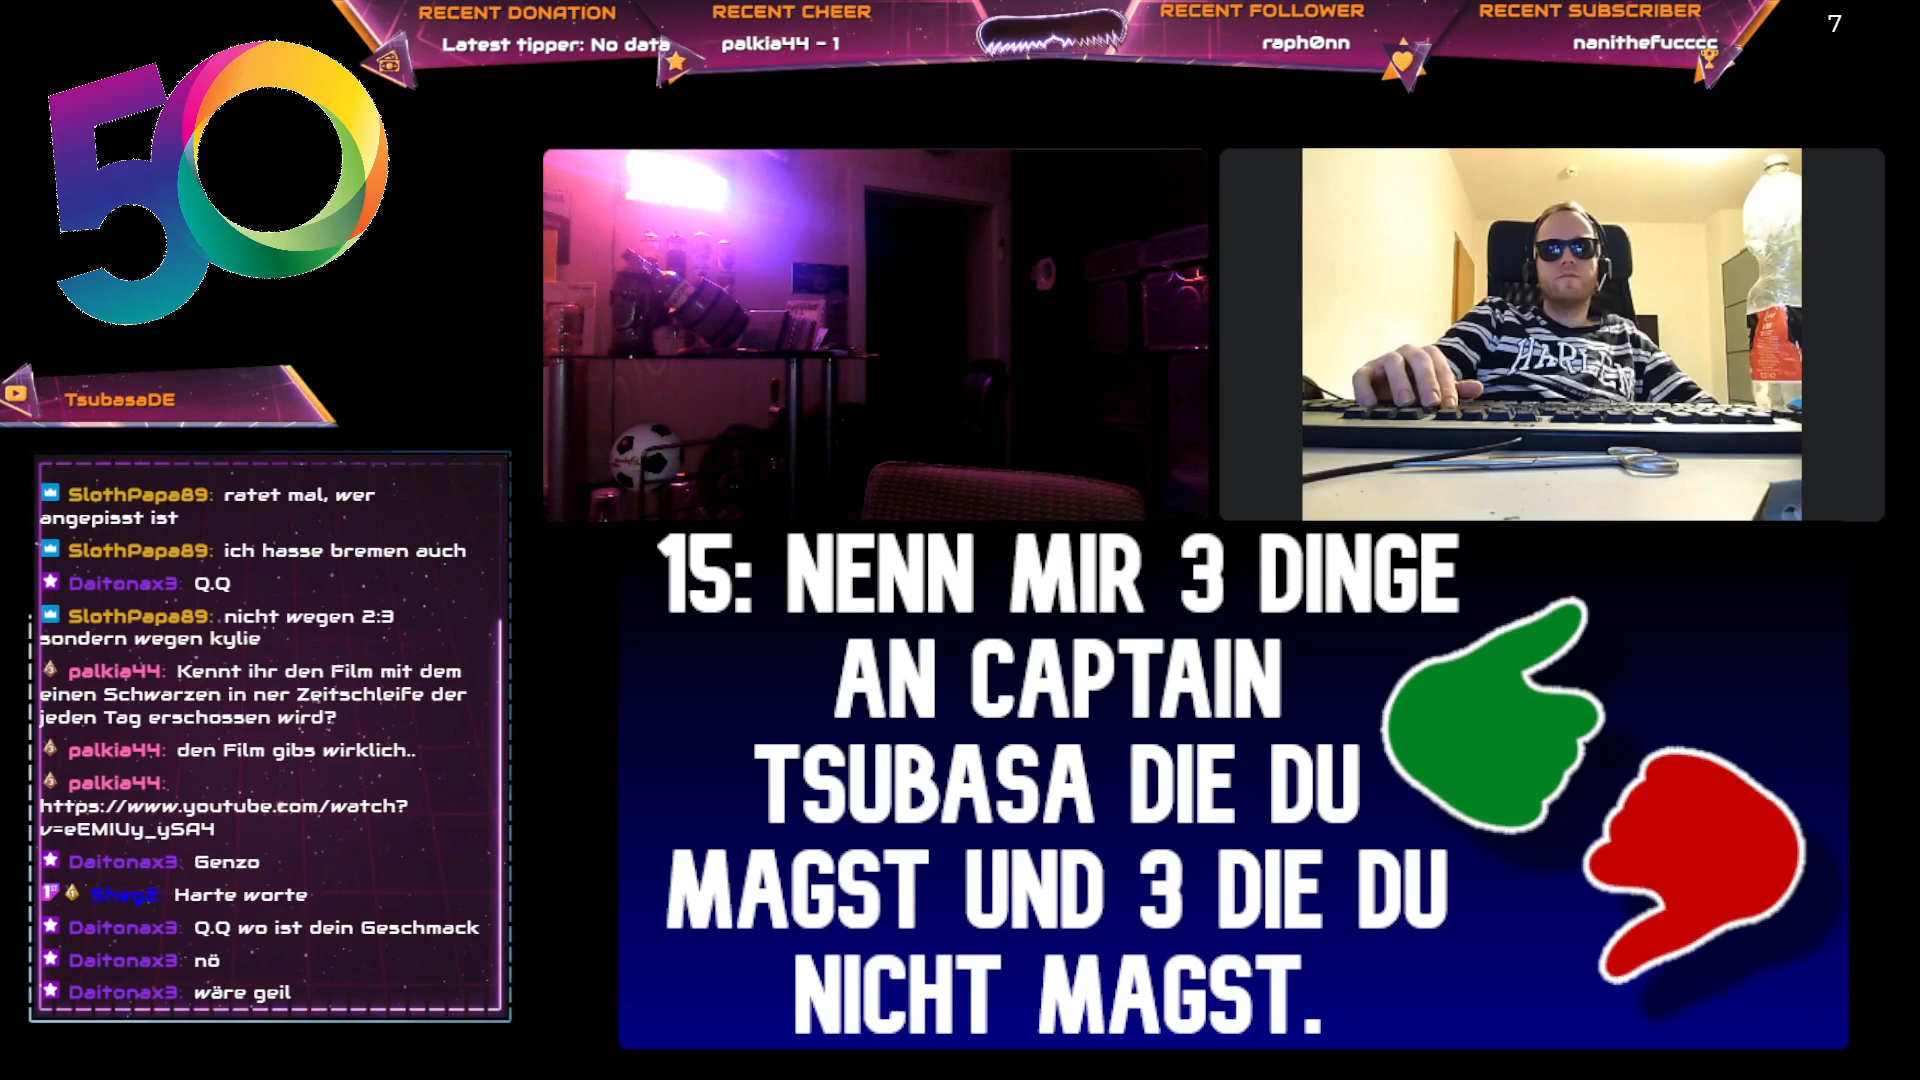 RECENT DONATION
Latest tipper: No data
RECENT CHEER
palkia44 - 1
RECENT FOLLOWER
raph0nn
RECENT SUBSCRIBER
nanithefucccc
7
50
TsubasaDE
SlothPapa89: ratet mal, wer
angepisst ist
SlothPapa89: ich hasse bremen auch
Daitonax3: Q.Q
SlothPapa89: nicht wegen 2:3
sondern wegen kylie
palkia44: Kennt ihr den Film mit dem
einen Schwarzen in ner Zeitschleife der
jeden Tag erschossen wird?
palkia44: den Film gibs wirklich..
palkia44:
https://www.youtube.com/watch?
v=eEMIUy_ySA4
Daitonax3: Genzo
Harte worte
Daitonax3: Q.Q wo ist dein Geschmack
Daitonax3: nö
Daitonax3: wäre geil
HARLEM
15: NENN MIR 3 DINGE
AN CAPTAIN
TSUBASA DIE DU
MAGST UND 3 DIE DU
NICHT MAGST.